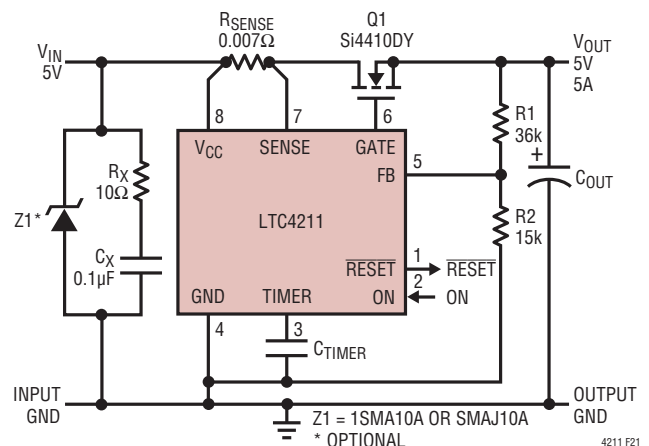 RSENSE
0.007Ω
Q1
Si4410DY
VIN
5V
VOUT
5V
5A
8
7
6
VCC
SENSE
GATE
R1
36k
5
FB
+
COUT
RX
10Ω
Z1*
LTC4211
R2
15k
CX
0.1µF
RESET
1
RESET
2
GND
TIMER
ON
ON
4
3
CTIMER
INPUT
GND
OUTPUT
GND
Z1 = 1SMA10A OR SMAJ10A
* OPTIONAL
4211 F21